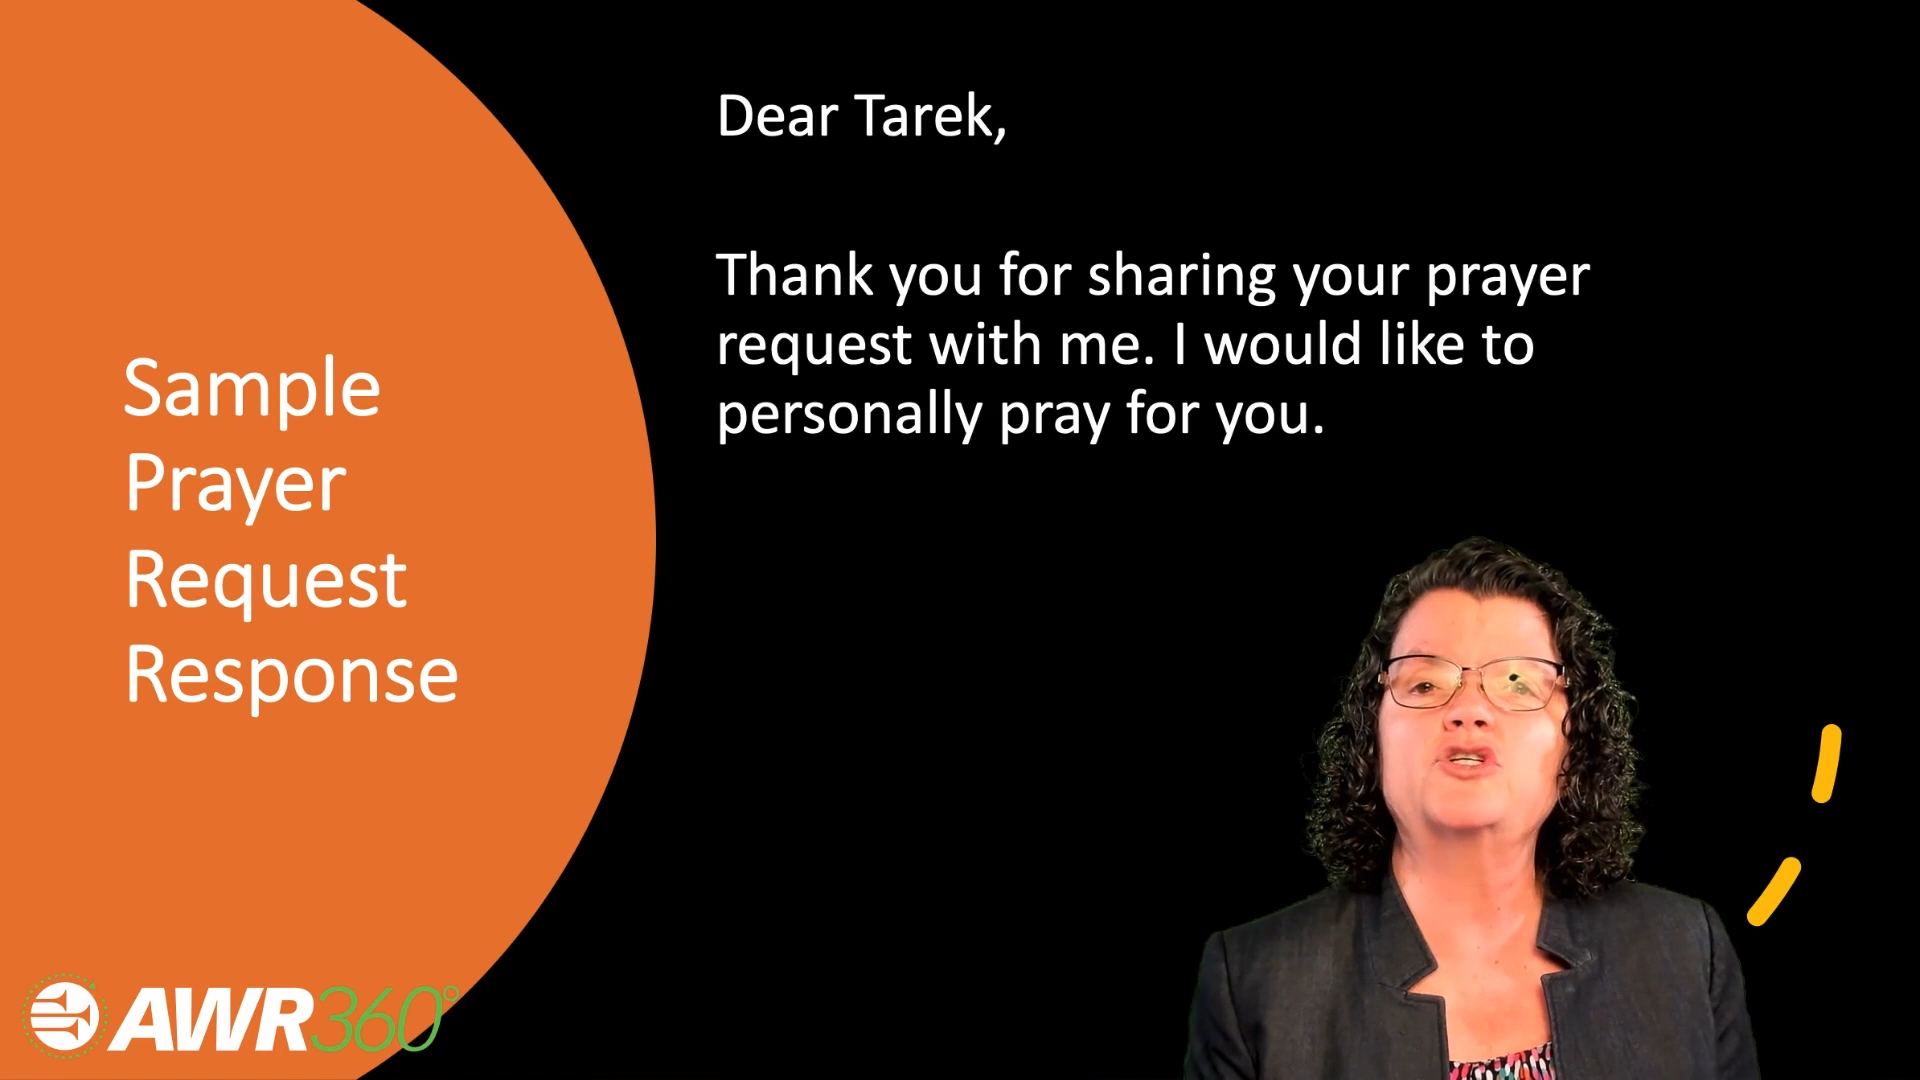 Sample
Prayer
Request
Response
Dear Tarek,
Thank you for sharing your prayer
request with me. I would like to
personally pray for you.
AWR360°